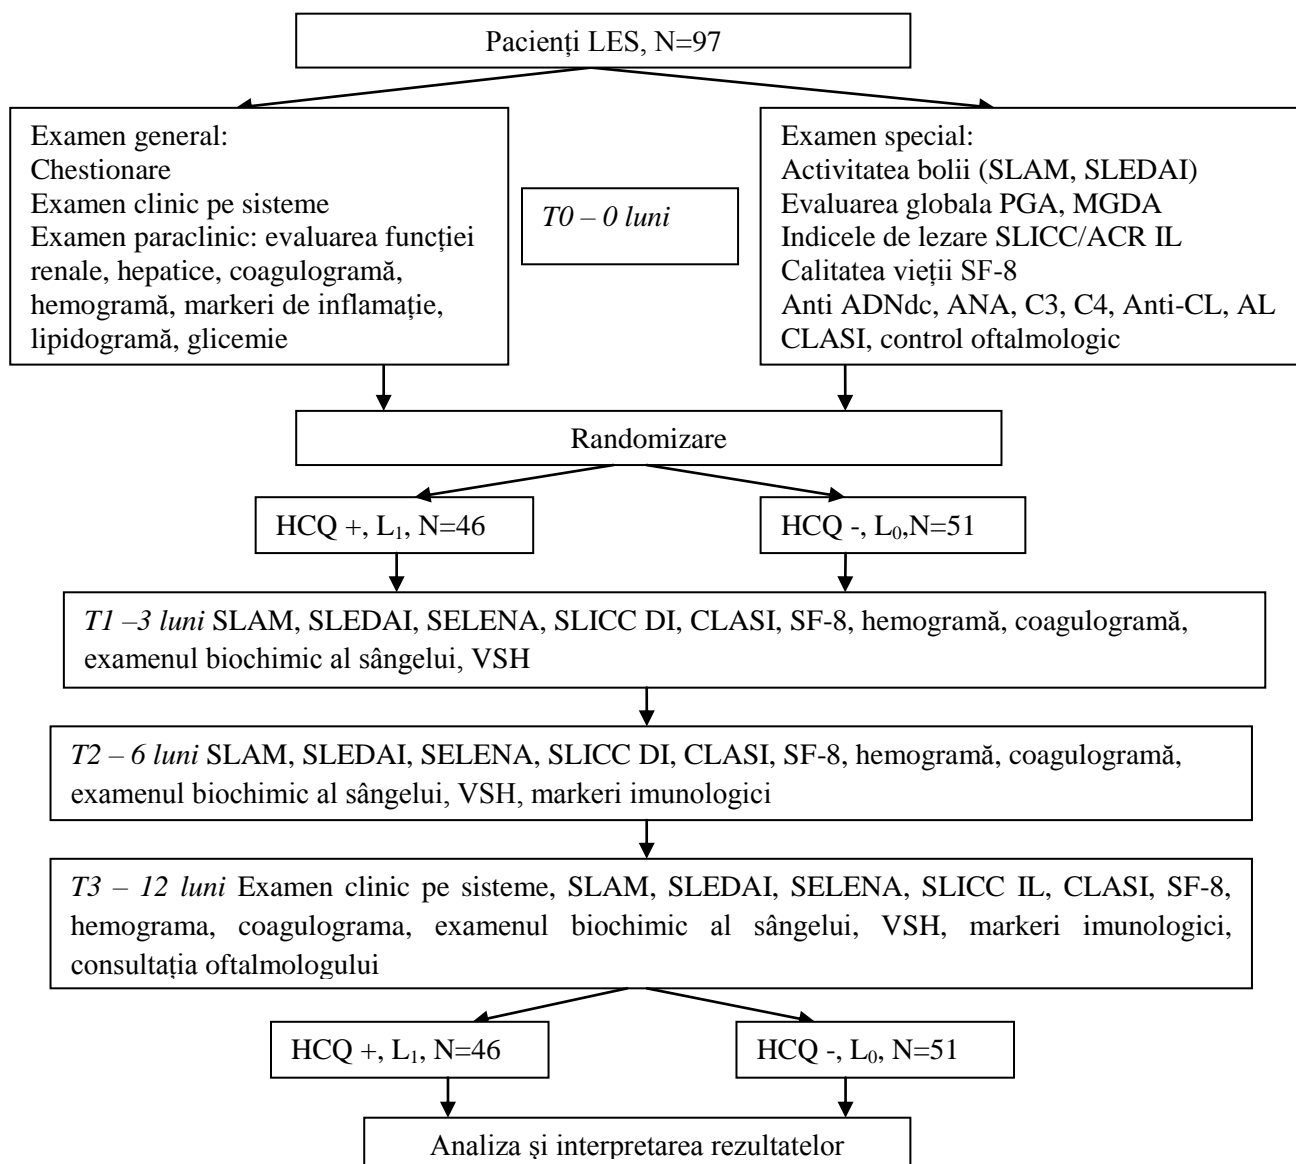 Pacienți LES, N=97
Examen general:
Chestionare
Examen clinic pe sisteme
Examen paraclinic: evaluarea funcției
renale, hepatice, coagulogramă,
hemogramă, markeri de inflamație,
lipidogramă, glicemie
T0 – 0 luni
Examen special:
Activitatea bolii (SLAM, SLEDAI)
Evaluarea globala PGA, MGDA
Indicele de lezare SLICC/ACR IL
Calitatea vieții SF-8
Anti ADNdc, ANA, C3, C4, Anti-CL, AL
CLASI, control oftalmologic
Randomizare
HCQ +, L₁, N=46
HCQ -, L₀,N=51
T1 –3 luni SLAM, SLEDAI, SELENA, SLICC DI, CLASI, SF-8, hemogramă, coagulogramă,
examenul biochimic al sângelui, VSH
T2 – 6 luni SLAM, SLEDAI, SELENA, SLICC DI, CLASI, SF-8, hemogramă, coagulogramă,
examenul biochimic al sângelui, VSH, markeri imunologici
T3 – 12 luni Examen clinic pe sisteme, SLAM, SLEDAI, SELENA, SLICC IL, CLASI, SF-8,
hemograma, coagulograma, examenul biochimic al sângelui, VSH, markeri imunologici,
consultația oftalmologului
HCQ +, L₁, N=46
HCQ -, L₀, N=51
Analiza și interpretarea rezultatelor